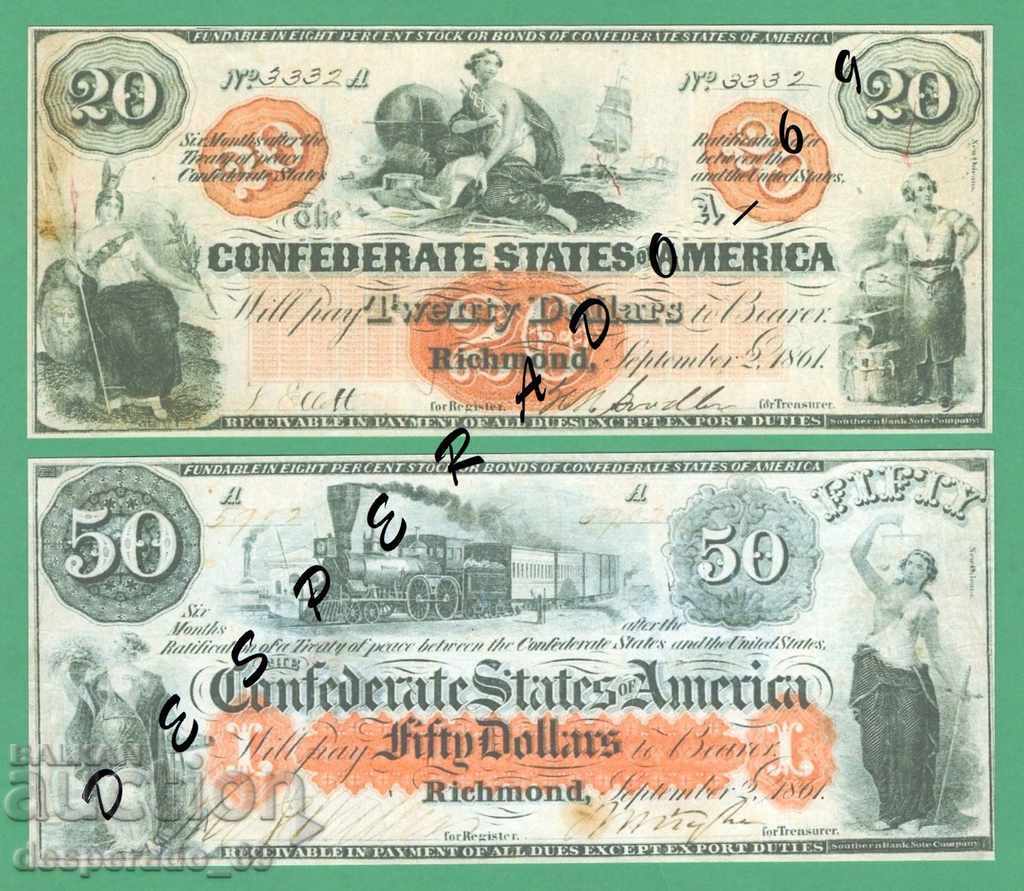 FUNDABLE IN EIGHT PERCENT STOCK OR BONDS OF CONFEDERATE STATES OF AMERICA
20 20
No 3332 A No 3332
Six Months after the Ratification of a
Treaty of peace between the
Confederate States and the United States,
The
CONFEDERATE STATES OF AMERICA
Will pay Twenty Dollars to Bearer.
Richmond, September 2, 1861.
for Register. for Treasurer.
RECEIVABLE IN PAYMENT OF ALL DUES EXCEPT EXPORT DUTIES
Southern Bank Note Company
New Orleans.
FUNDABLE IN EIGHT PERCENT STOCK OR BONDS OF CONFEDERATE STATES OF AMERICA
50 A A 50 FIFTY
New Orleans.
Six
Months after the
Ratification of a Treaty of peace between the Confederate States and the United States,
THE
Confederate States of America
L Will pay Fifty Dollars to Bearer. L
Richmond, September 2, 1861.
for Register. for Treasurer.
RECEIVABLE IN PAYMENT OF ALL DUES EXCEPT EXPORT DUTIES
Southern Bank Note Company
DESPERADO-69
BALKAN
auction
desperado_69